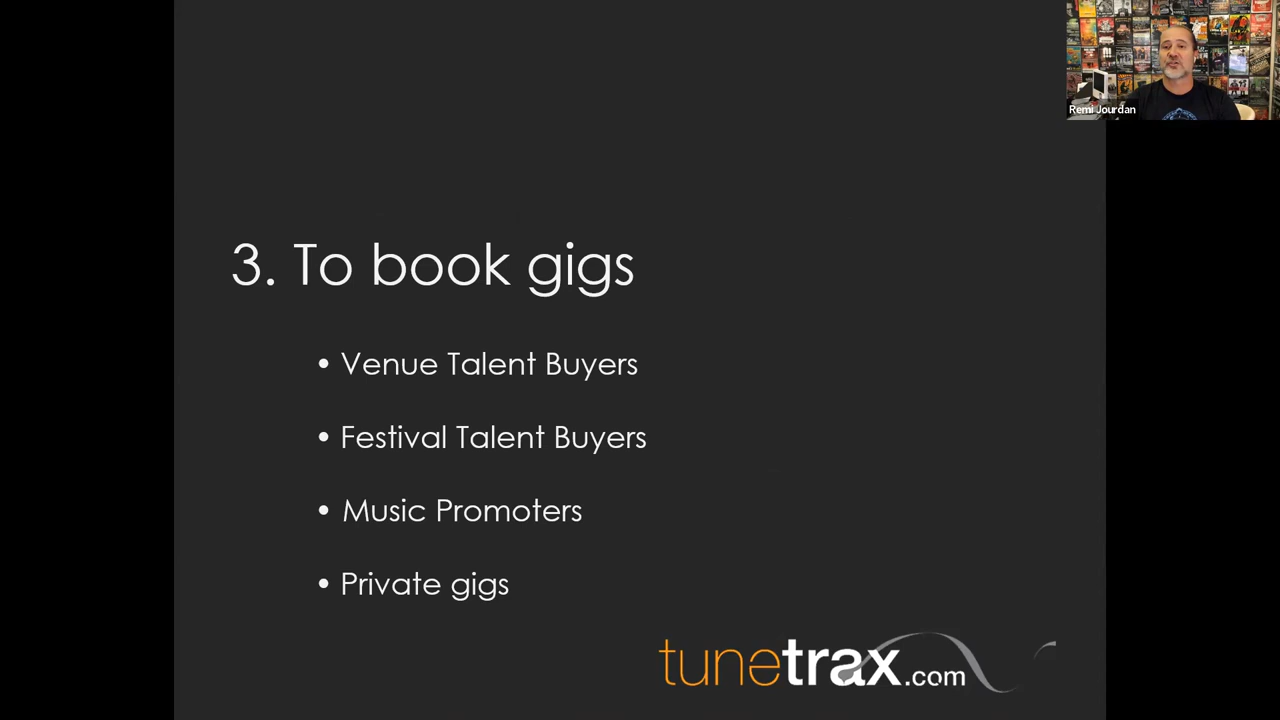 Remi Jourdan
3. To book gigs
• Venue Talent Buyers
• Festival Talent Buyers
• Music Promoters
• Private gigs
tunetrax.com